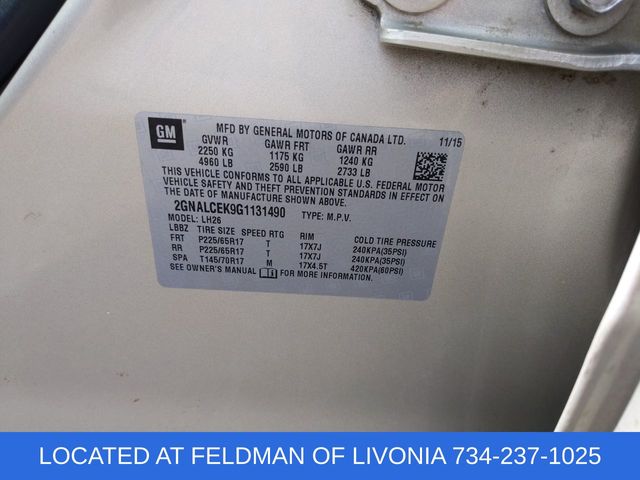 GM
MFD BY GENERAL MOTORS OF CANADA LTD. 11/15
GVWR GAWR FRT GAWR RR
2250 KG 1175 KG 1240 KG
4960 LB 2590 LB 2733 LB
THIS VEHICLE CONFORMS TO ALL APPLICABLE U.S. FEDERAL MOTOR
VEHICLE SAFETY AND THEFT PREVENTION STANDARDS IN EFFECT
ON THE DATE OF MANUFACTURE SHOWN ABOVE.
2GNALCEK9G1131490 TYPE: M.P.V.
MODEL: LH26
LBBZ TIRE SIZE SPEED RTG RIM COLD TIRE PRESSURE
FRT P225/65R17 T 17X7J 240KPA(35PSI)
RR P225/65R17 T 17X7J 240KPA(35PSI)
SPA T145/70R17 M 17X4.5T 420KPA(60PSI)
SEE OWNER'S MANUAL FOR MORE INFORMATION.
LOCATED AT FELDMAN OF LIVONIA 734-237-1025